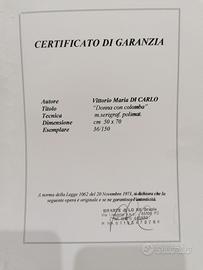 CERTIFICATO DI GARANZIA
Autore Vittorio Maria DI CARLO
Titolo "Donna con colomba"
Tecnica m.serigraf. polimat.
Dimensione cm 50 x 70
Esemplare 36/150
A norma della Legge 1062 del 20 Novembre 1971, si dichiara che la
seguente opera è originale e se ne garantisce l'autenticità.
subito